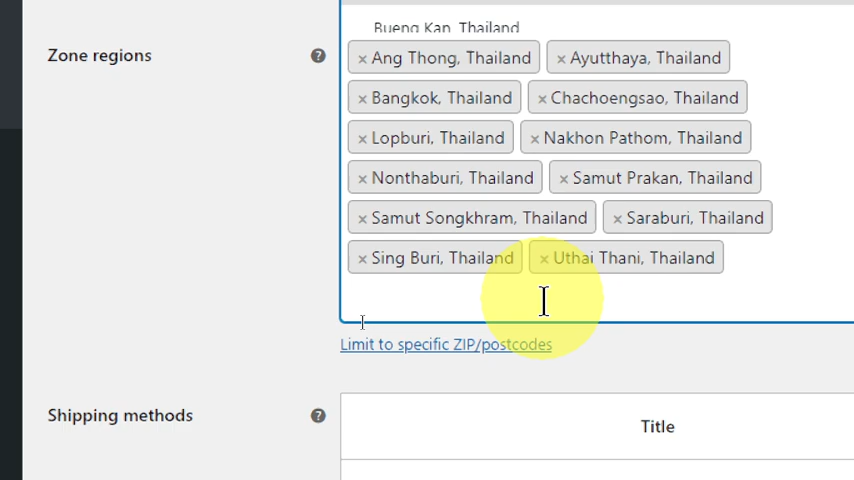 Bueng Kan, Thailand
Zone regions ?
× Ang Thong, Thailand × Ayutthaya, Thailand
× Bangkok, Thailand × Chachoengsao, Thailand
× Lopburi, Thailand × Nakhon Pathom, Thailand
× Nonthaburi, Thailand × Samut Prakan, Thailand
× Samut Songkhram, Thailand × Saraburi, Thailand
× Sing Buri, Thailand × Uthai Thani, Thailand
Limit to specific ZIP/postcodes
Shipping methods ?
Title